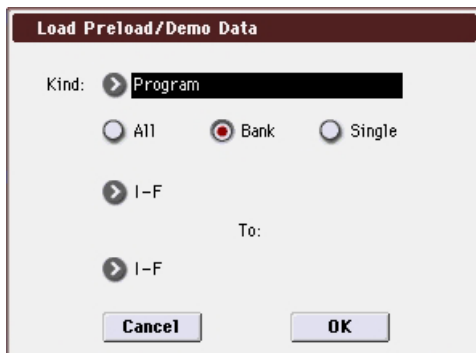 Load Preload/Demo Data
Kind: Program
All Bank Single
I-F
To:
I-F
Cancel OK